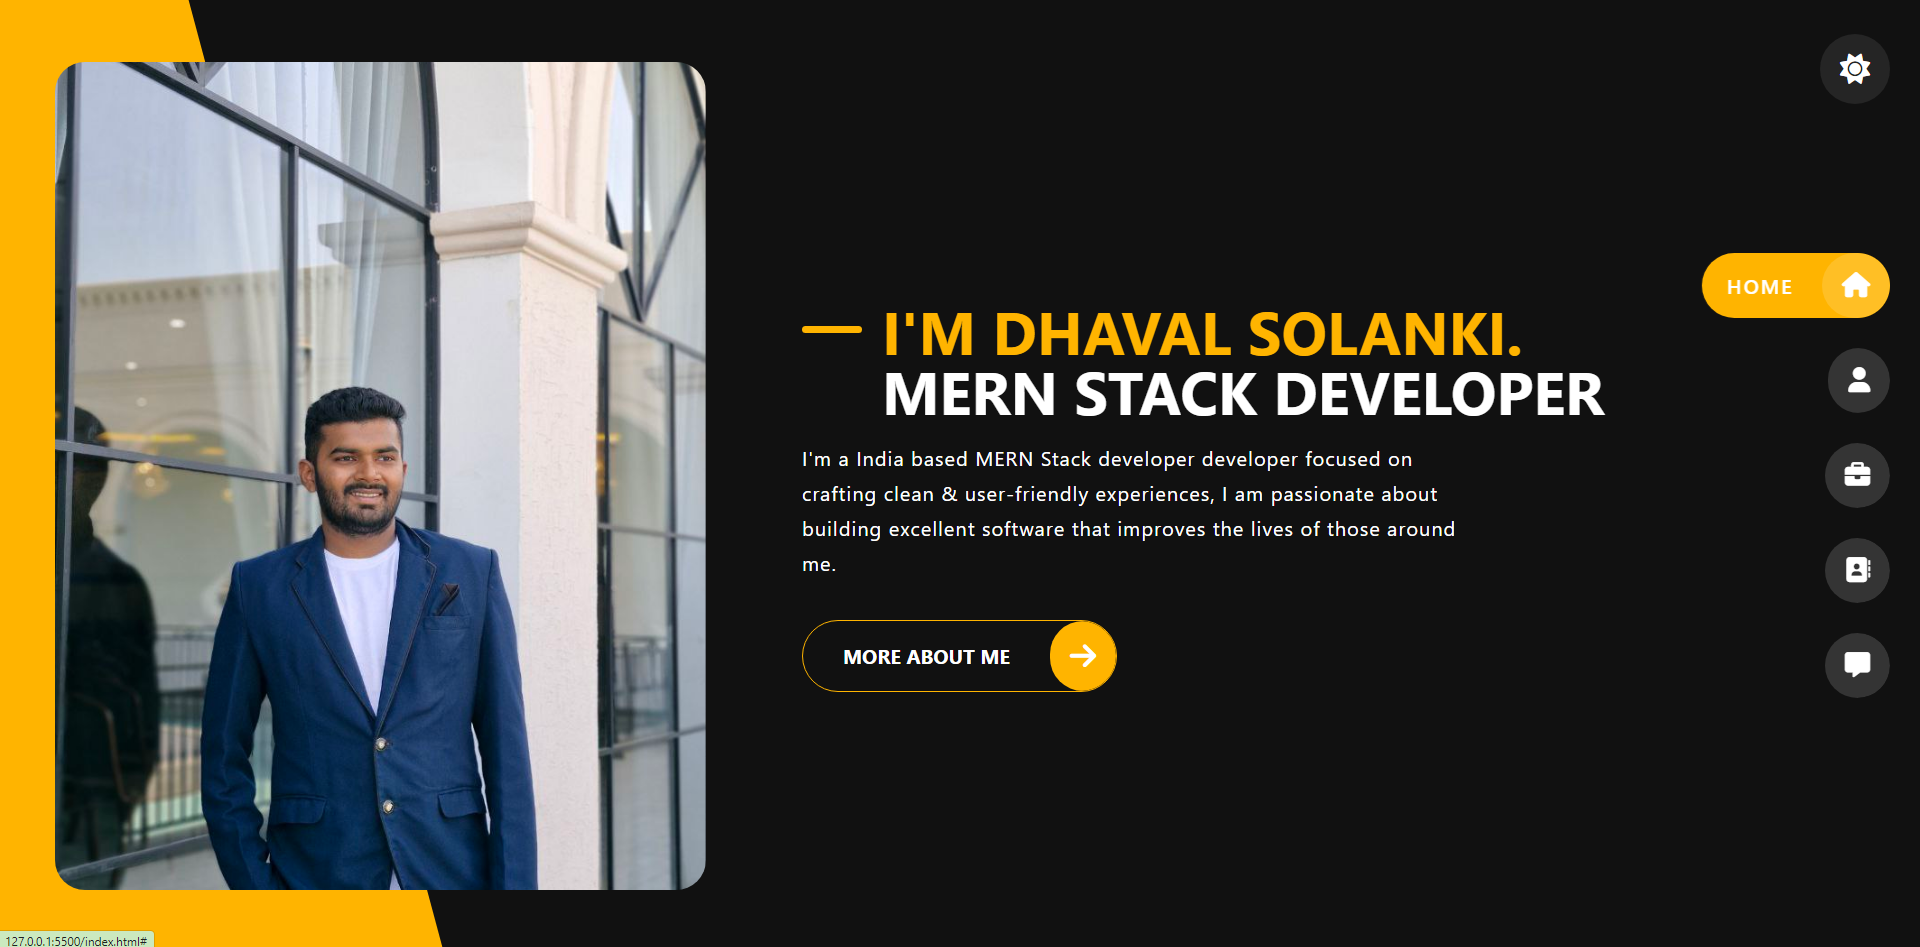 HOME
I'M DHAVAL SOLANKI.
MERN STACK DEVELOPER
I'm a India based MERN Stack developer developer focused on
crafting clean & user-friendly experiences, I am passionate about
building excellent software that improves the lives of those around
me.
MORE ABOUT ME
127.0.0.1:5500/index.html#